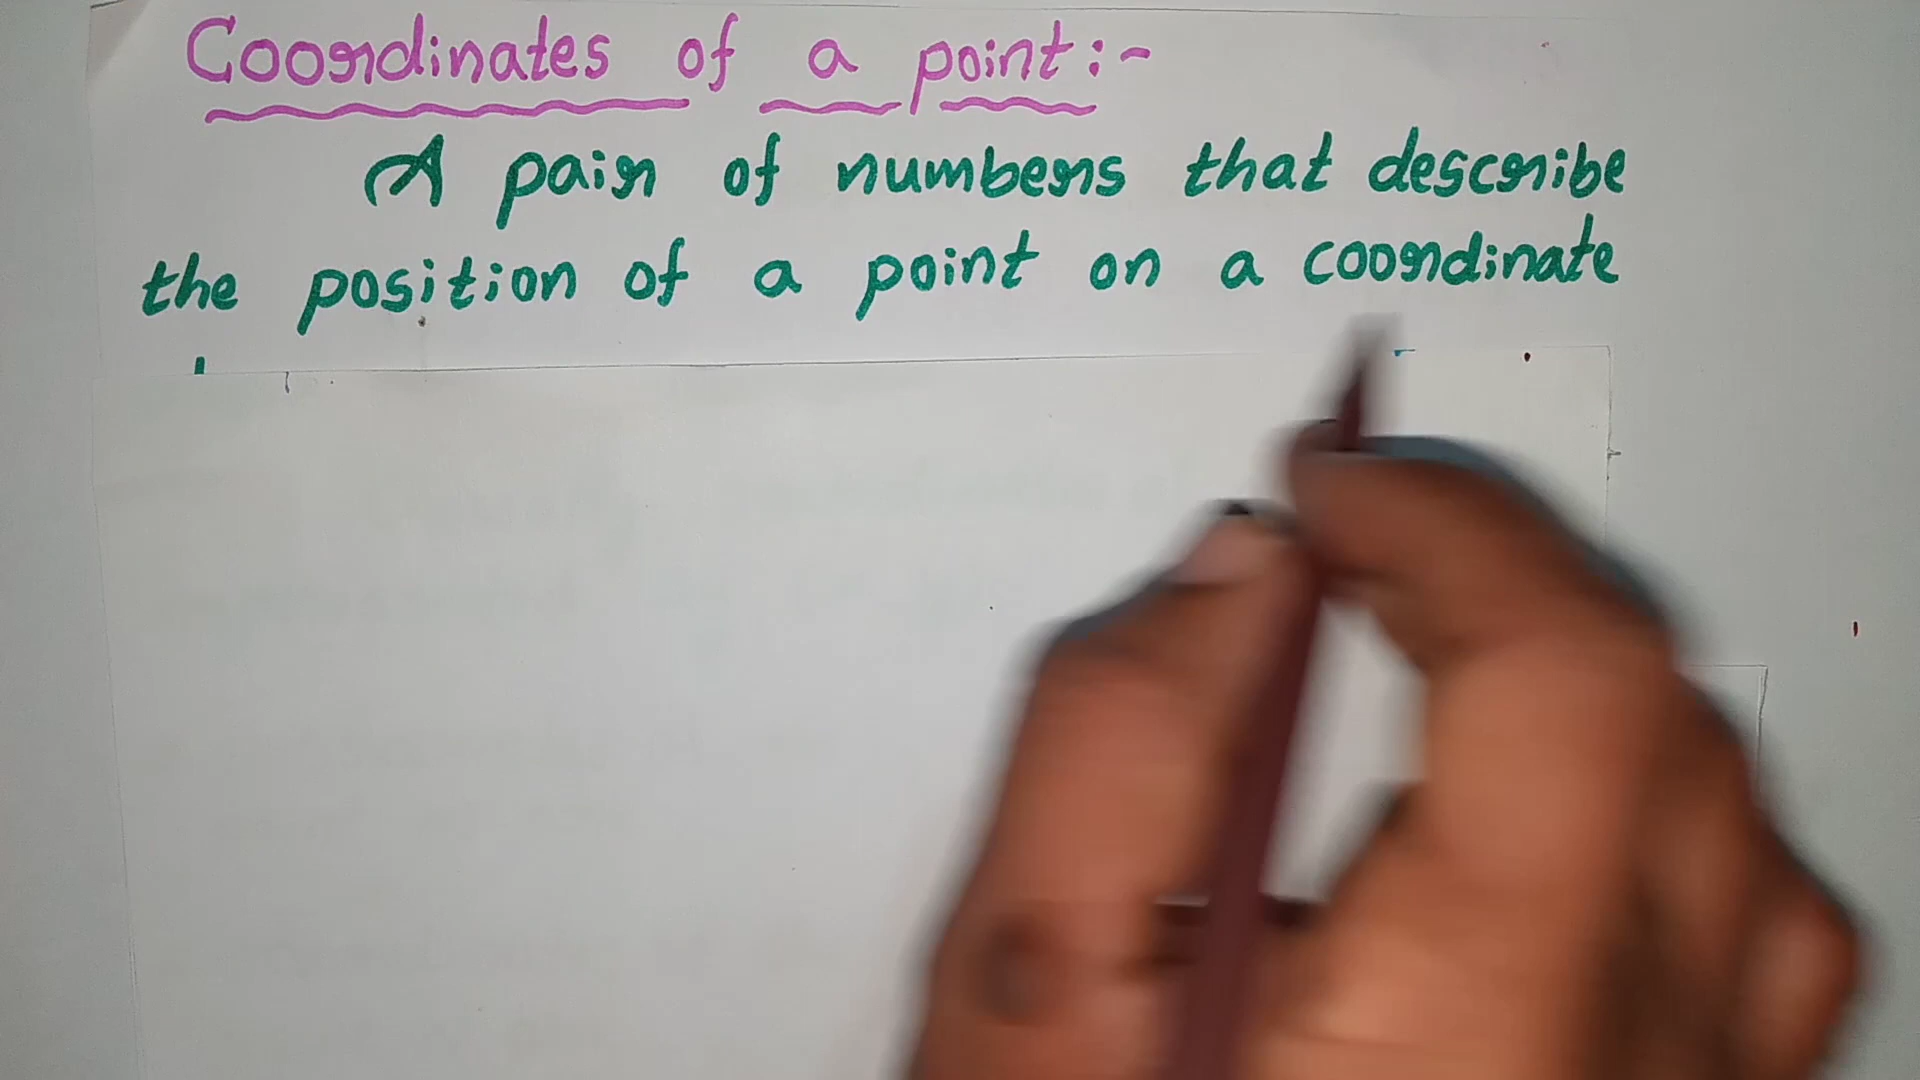 Coordinates of a point:-
A pair of numbers that describe
the position of a point on a coordinate